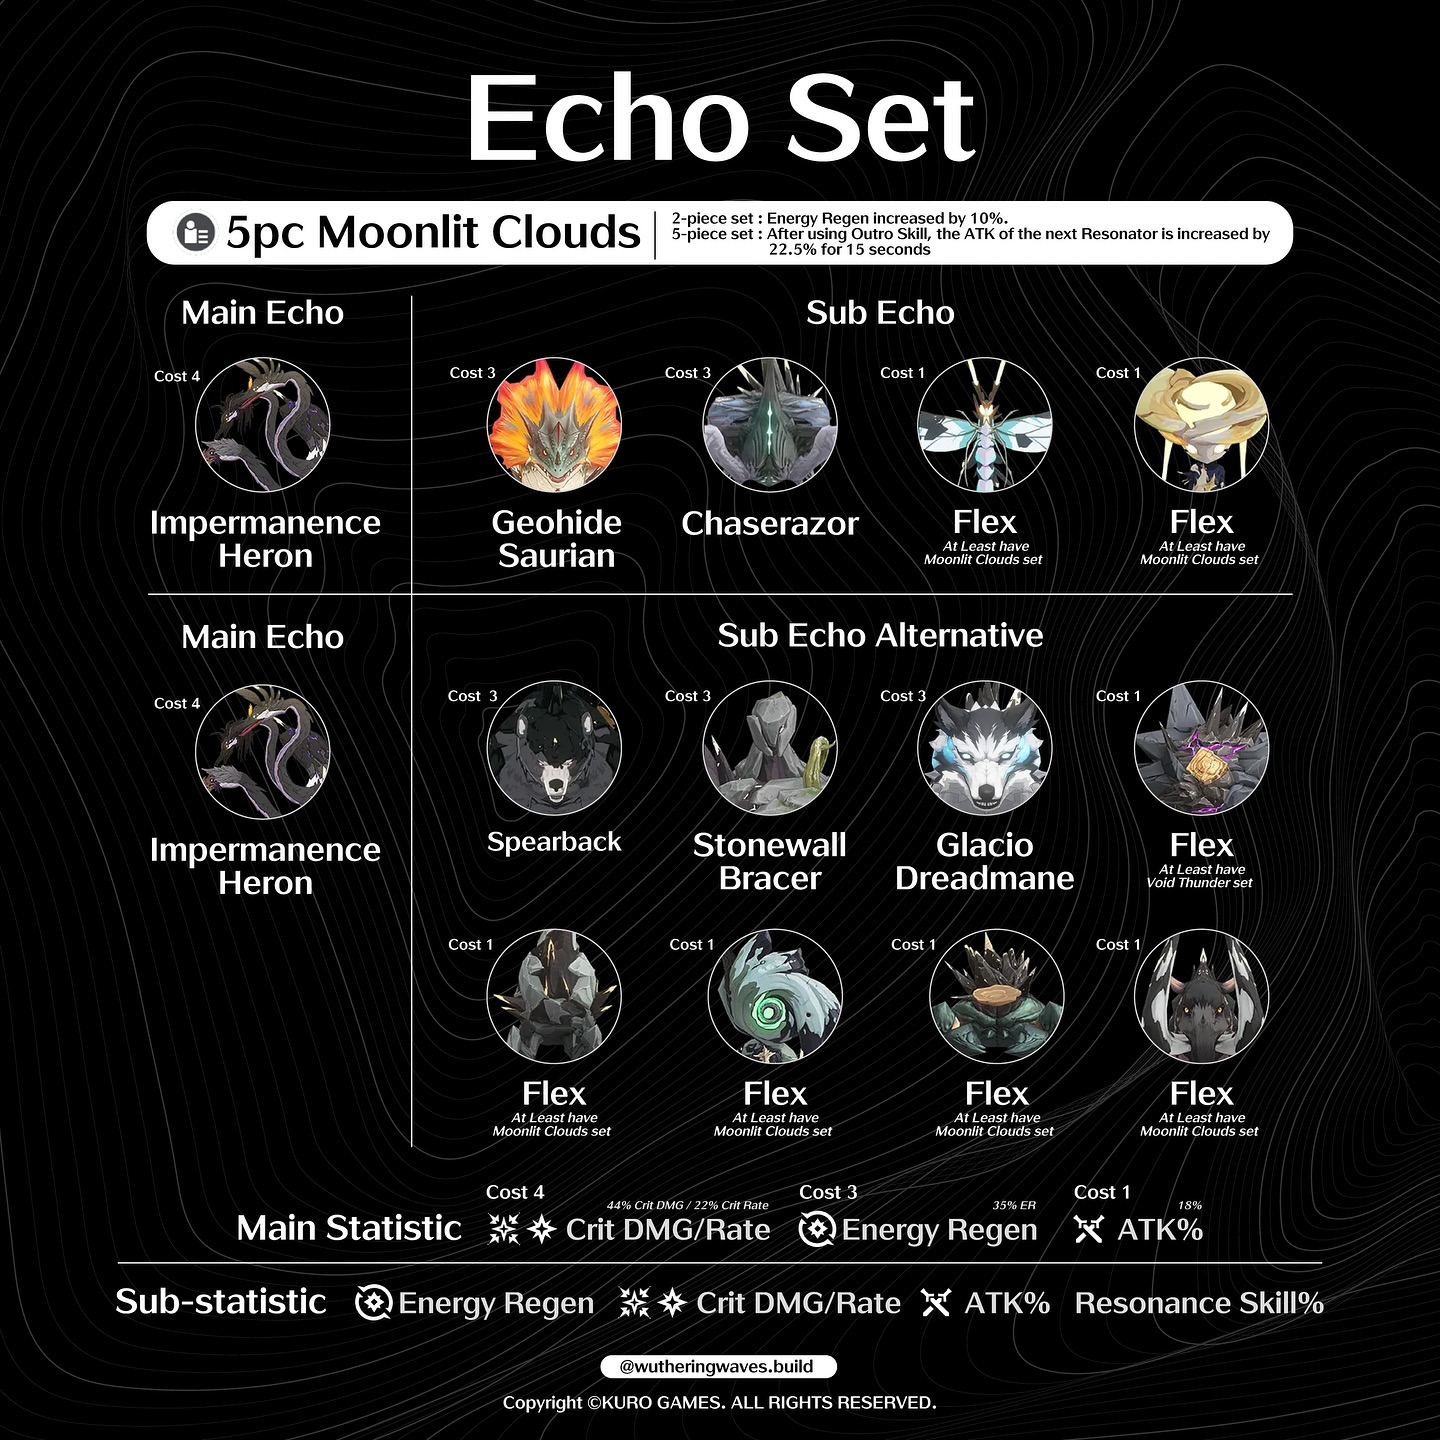 Echo Set
5pc Moonlit Clouds
2-piece set : Energy Regen increased by 10%.
5-piece set : After using Outro Skill, the ATK of the next Resonator is increased by
22.5% for 15 seconds
Main Echo
Sub Echo
Cost 4
Cost 3
Cost 3
Cost 1
Cost 1
Impermanence
Heron
Geohide
Saurian
Chaserazor
Flex
At Least have
Moonlit Clouds set
Flex
At Least have
Moonlit Clouds set
Main Echo
Sub Echo Alternative
Cost 4
Cost 3
Cost 3
Cost 3
Cost 1
Impermanence
Heron
Spearback
Stonewall
Bracer
Glacio
Dreadmane
Flex
At Least have
Void Thunder set
Cost 1
Cost 1
Cost 1
Cost 1
Flex
At Least have
Moonlit Clouds set
Flex
At Least have
Moonlit Clouds set
Flex
At Least have
Moonlit Clouds set
Flex
At Least have
Moonlit Clouds set
Main Statistic
Cost 4
44% Crit DMG / 22% Crit Rate
Crit DMG/Rate
Cost 3
35% ER
Energy Regen
Cost 1
18%
ATK%
Sub-statistic
Energy Regen
Crit DMG/Rate
ATK%
Resonance Skill%
@wutheringwaves.build
Copyright ©KURO GAMES. ALL RIGHTS RESERVED.